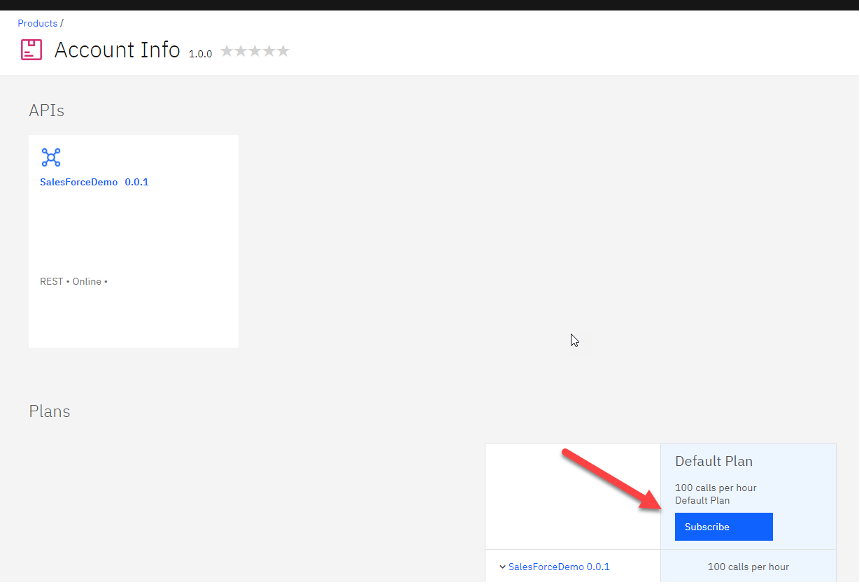 Products /
Account Info 1.0.0
APIs
SalesForceDemo 0.0.1
REST • Online •
Plans
Default Plan
100 calls per hour
Default Plan
Subscribe
SalesForceDemo 0.0.1 100 calls per hour